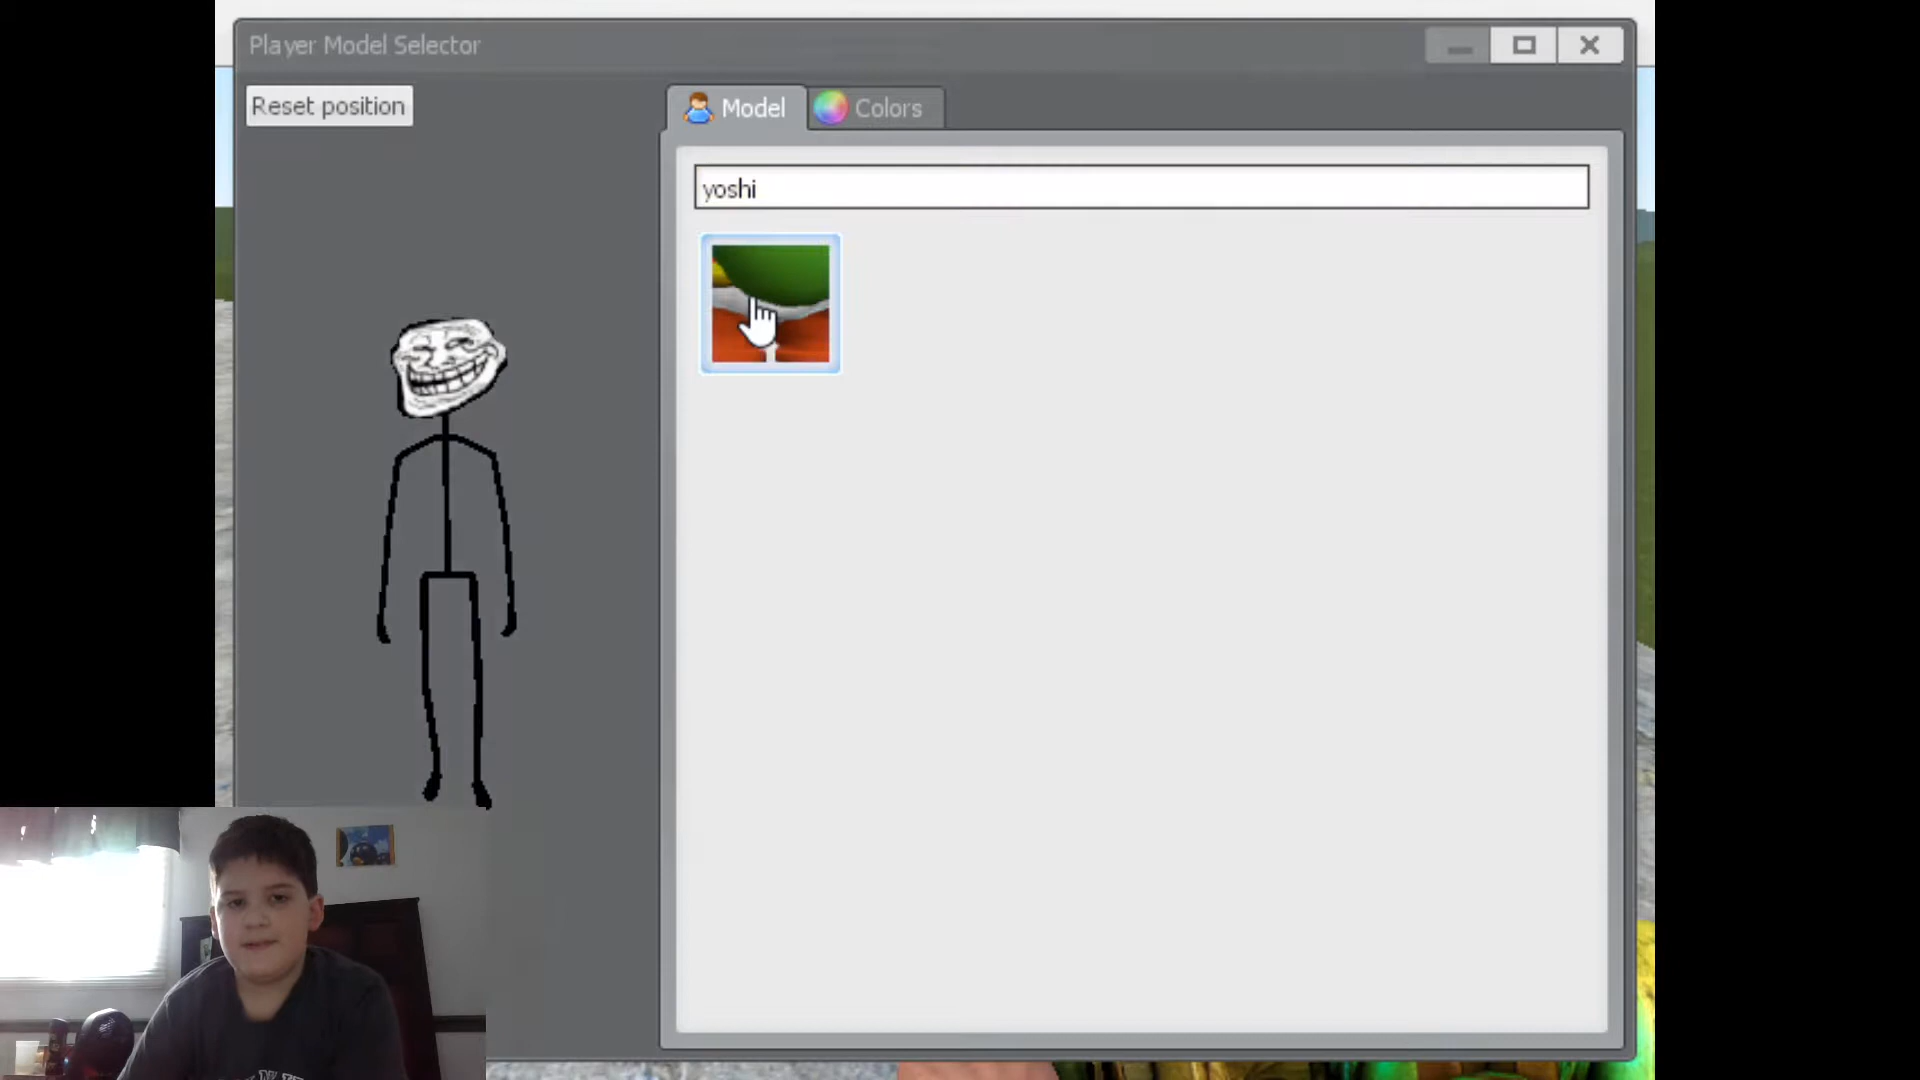 Player Model Selector
Reset position
Model
Colors
yoshi